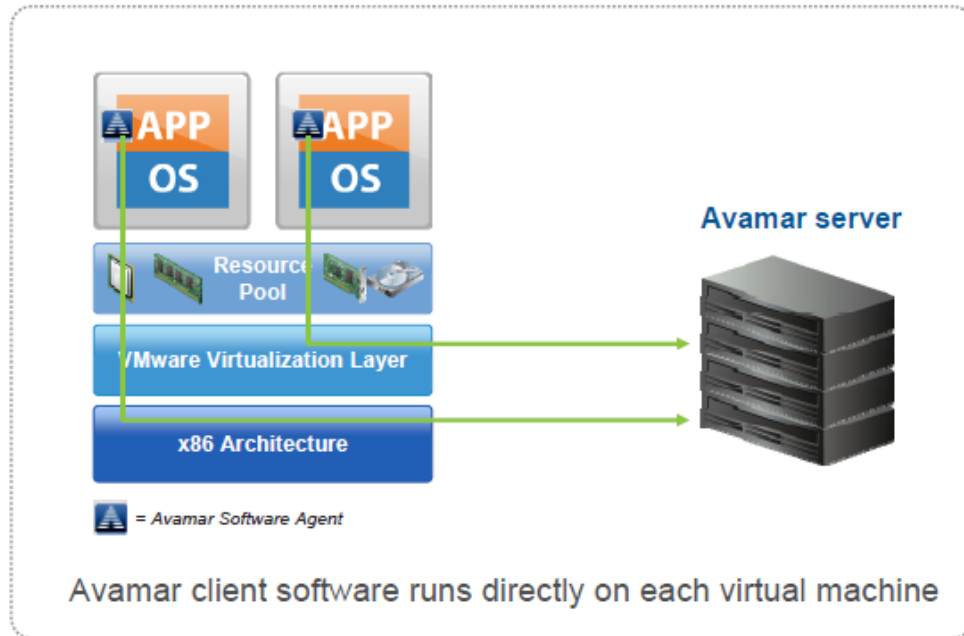 APP
OS
APP
OS
Resource
Pool
VMware Virtualization Layer
x86 Architecture
= Avamar Software Agent
Avamar server
Avamar client software runs directly on each virtual machine